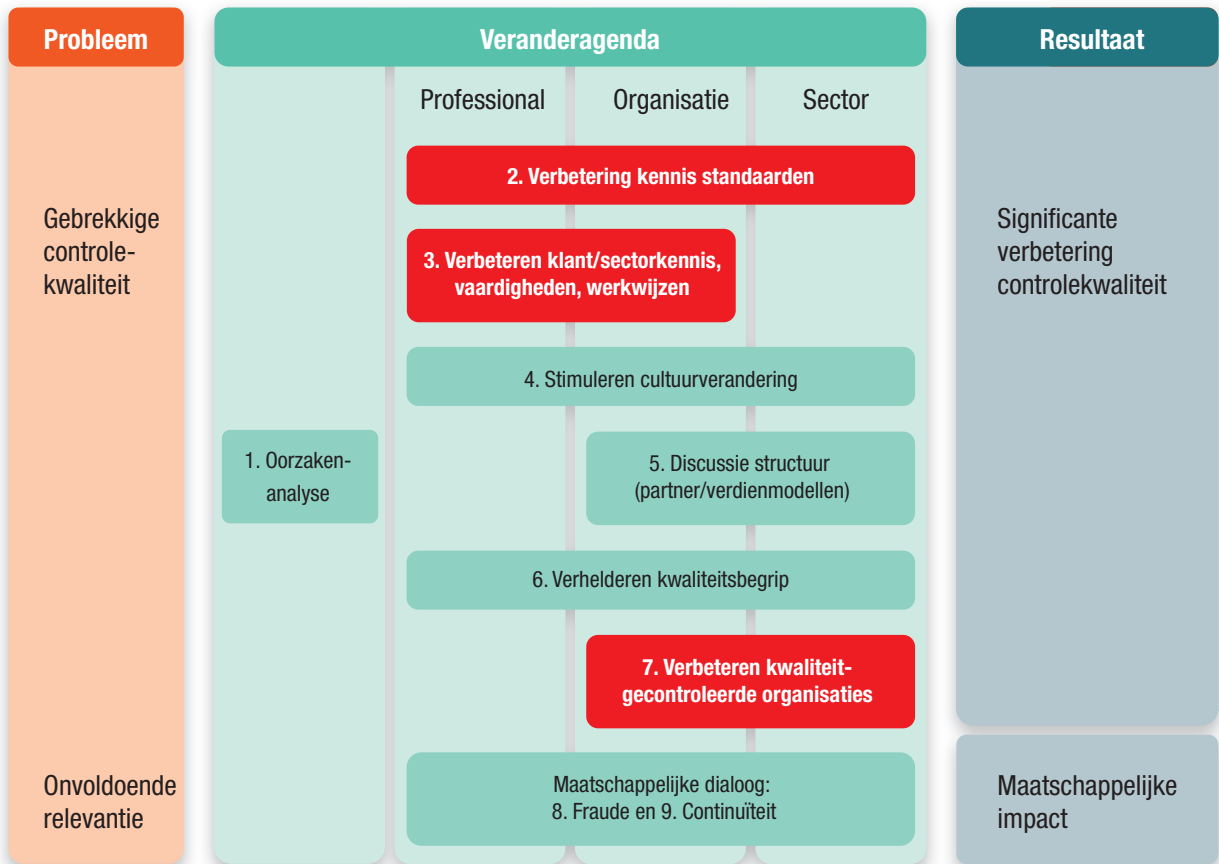 Probleem
Veranderagenda
Resultaat
Professional
Organisatie
Sector
2. Verbetering kennis standaarden
Gebrekkige
controle-
kwaliteit
3. Verbeteren klant/sectorkennis,
vaardigheden, werkwijzen
Significante
verbetering
controlekwaliteit
4. Stimuleren cultuurverandering
1. Oorzaken-
analyse
5. Discussie structuur
(partner/verdienmodellen)
6. Verhelderen kwaliteitsbegrip
7. Verbeteren kwaliteit-
gecontroleerde organisaties
Onvoldoende
relevantie
Maatschappelijke dialoog:
8. Fraude en 9. Continuïteit
Maatschappelijke
impact